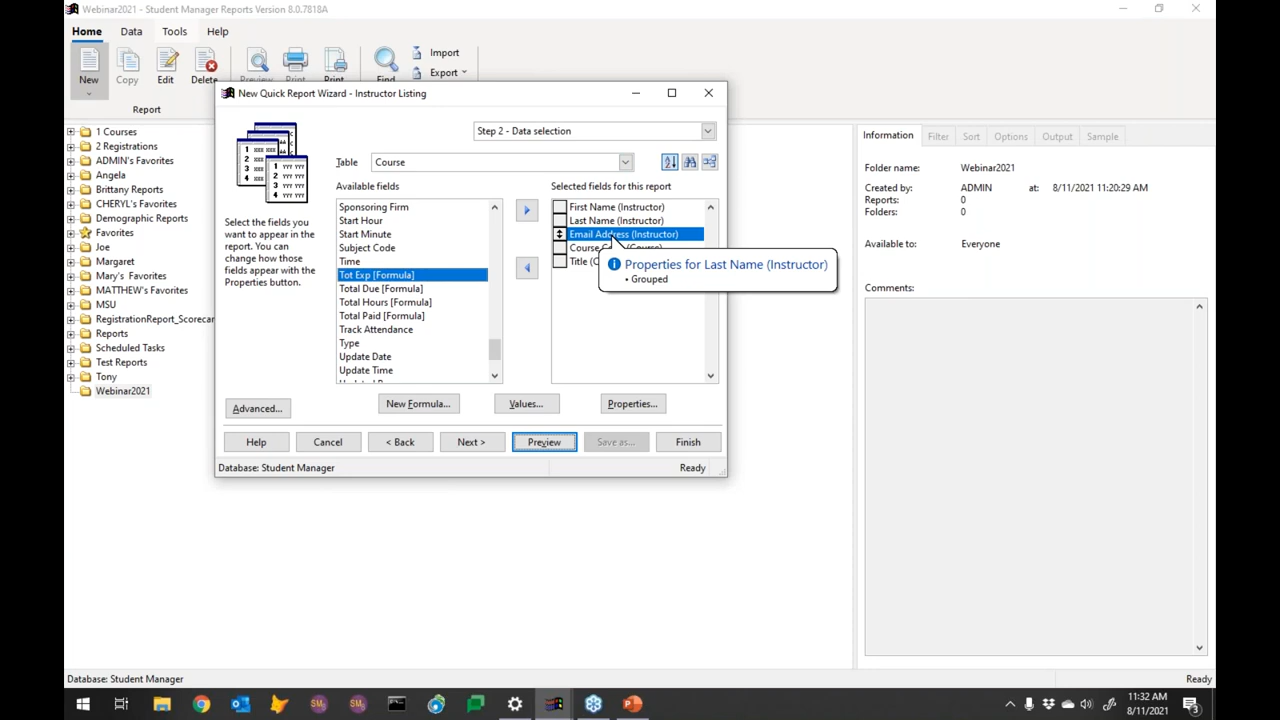 Webinar2021 - Student Manager Reports Version 8.0.7818A
Home Data Tools Help
New
Copy
Edit
Delete
Preview
Print
Print
Find
Import
Export
Report
1 Courses
2 Registrations
ADMIN's Favorites
Angela
Brittany Reports
CHERYL's Favorites
Demographic Reports
Favorites
Joe
Margaret
Mary's Favorites
MATTHEW's Favorites
MSU
RegistrationReport_Scorecar
Reports
Scheduled Tasks
Test Reports
Tony
Webinar2021
New Quick Report Wizard - Instructor Listing
Step 2 - Data selection
Table Course
Select the fields you want to appear in the report. You can change how those fields appear with the Properties button.
Available fields
Sponsoring Firm
Start Hour
Start Minute
Subject Code
Time
Tot Exp [Formula]
Total Due [Formula]
Total Hours [Formula]
Total Paid [Formula]
Track Attendance
Type
Update Date
Update Time
Selected fields for this report
First Name (Instructor)
Last Name (Instructor)
Email Address (Instructor)
Title (C
Properties for Last Name (Instructor)
• Grouped
Advanced...
New Formula...
Values...
Properties...
Help
Cancel
< Back
Next >
Preview
Save as...
Finish
Database: Student Manager
Ready
Information Filter Sort Options Output Sample
Folder name: Webinar2021
Created by: ADMIN at: 8/11/2021 11:20:29 AM
Reports: 0
Folders: 0
Available to: Everyone
Comments:
Database: Student Manager
Ready
11:32 AM
8/11/2021
3